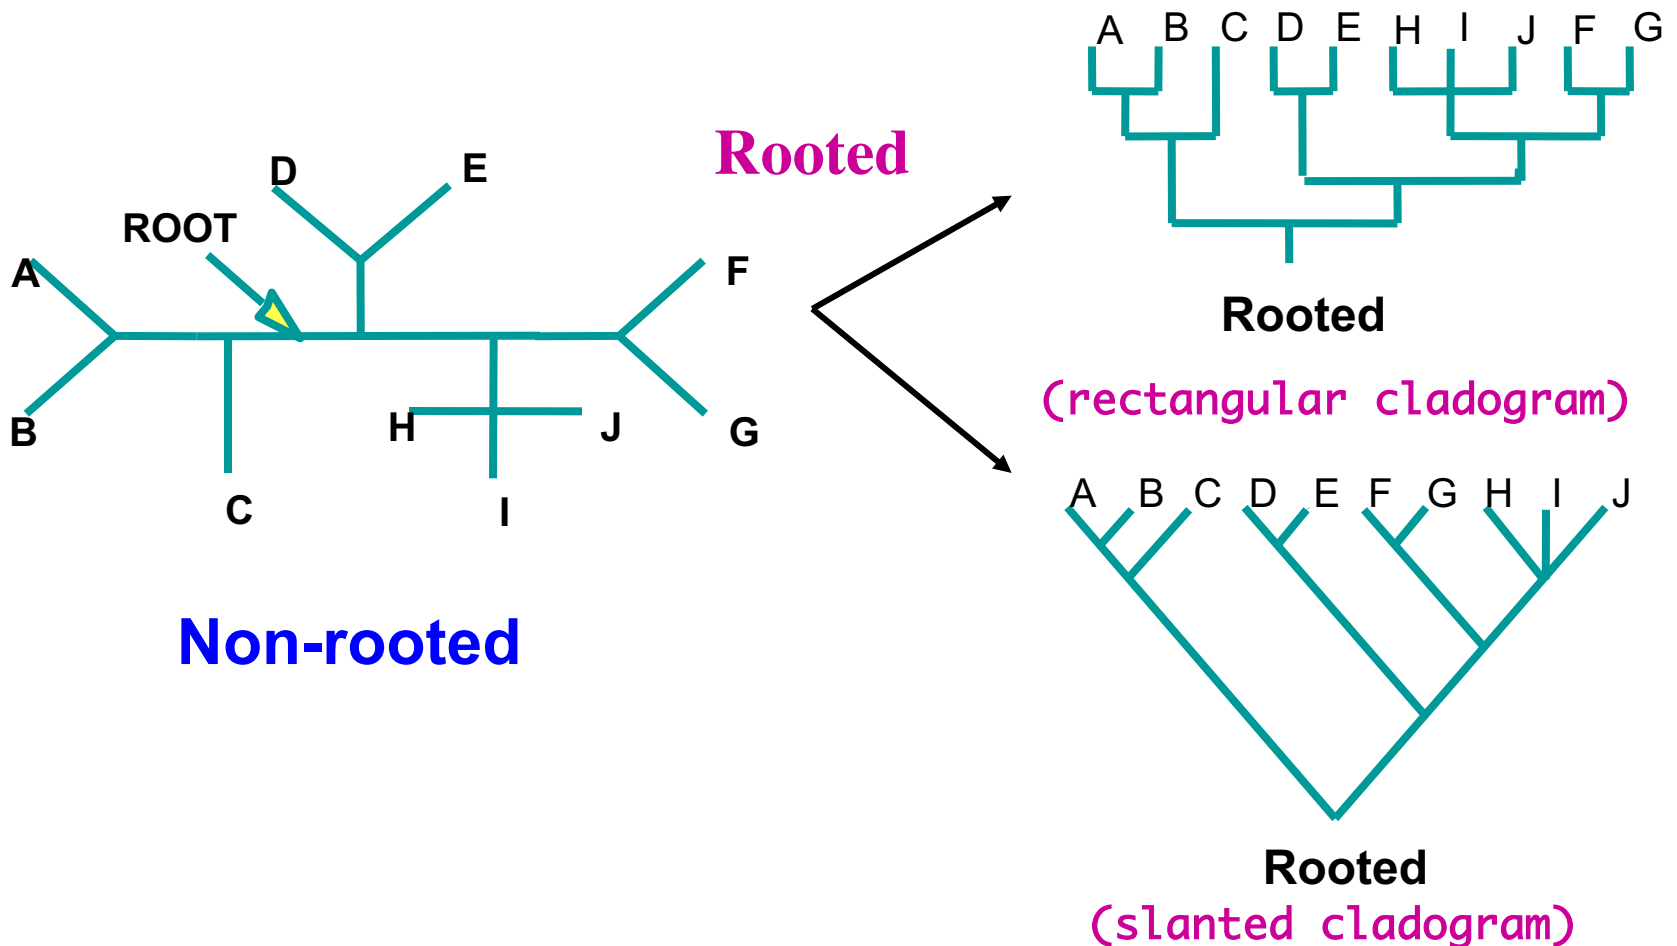 D
E
ROOT
A
B
C
F
G
H
J
I
Non-rooted
Rooted
A B C D E H I J F G
Rooted
(rectangular cladogram)
A B C D E F G H I J
Rooted
(slanted cladogram)